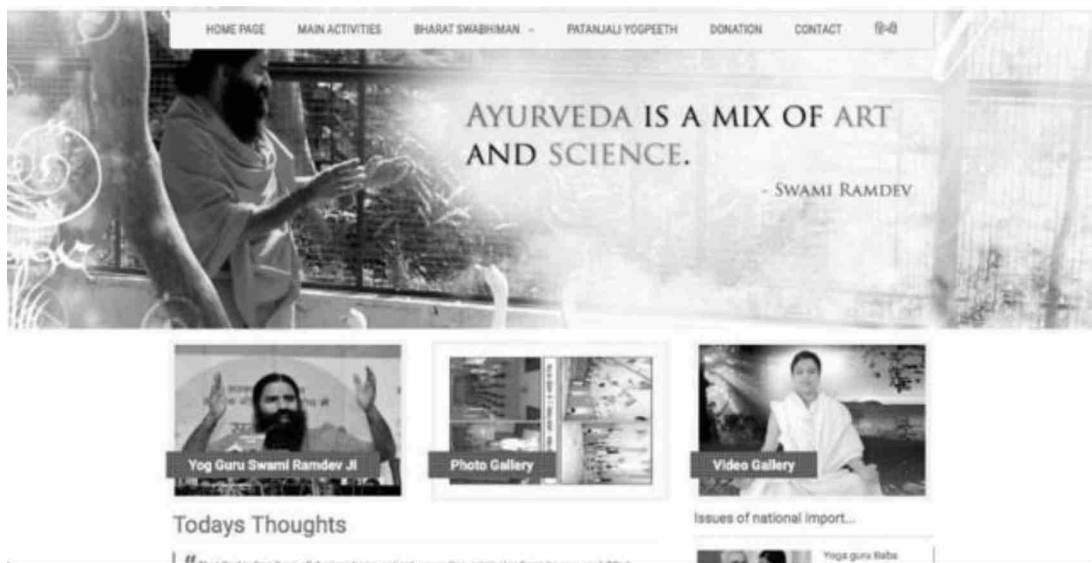 HOME PAGE MAIN ACTIVITIES BHARAT SWABHIMAN PATANJALI YOGPEETH DONATION CONTACT हिन्दी
AYURVEDA IS A MIX OF ART
AND SCIENCE.
- SWAMI RAMDEV
Yog Guru Swami Ramdev Ji
Photo Gallery
Video Gallery
Todays Thoughts
Issues of national import...
Yoga guru Baba